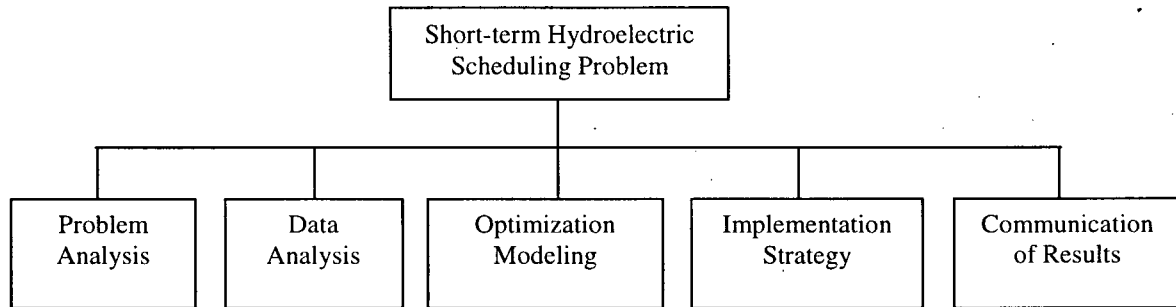 Short-term Hydroelectric
Scheduling Problem
Problem
Analysis
Data
Analysis
Optimization
Modeling
Implementation
Strategy
Communication
of Results